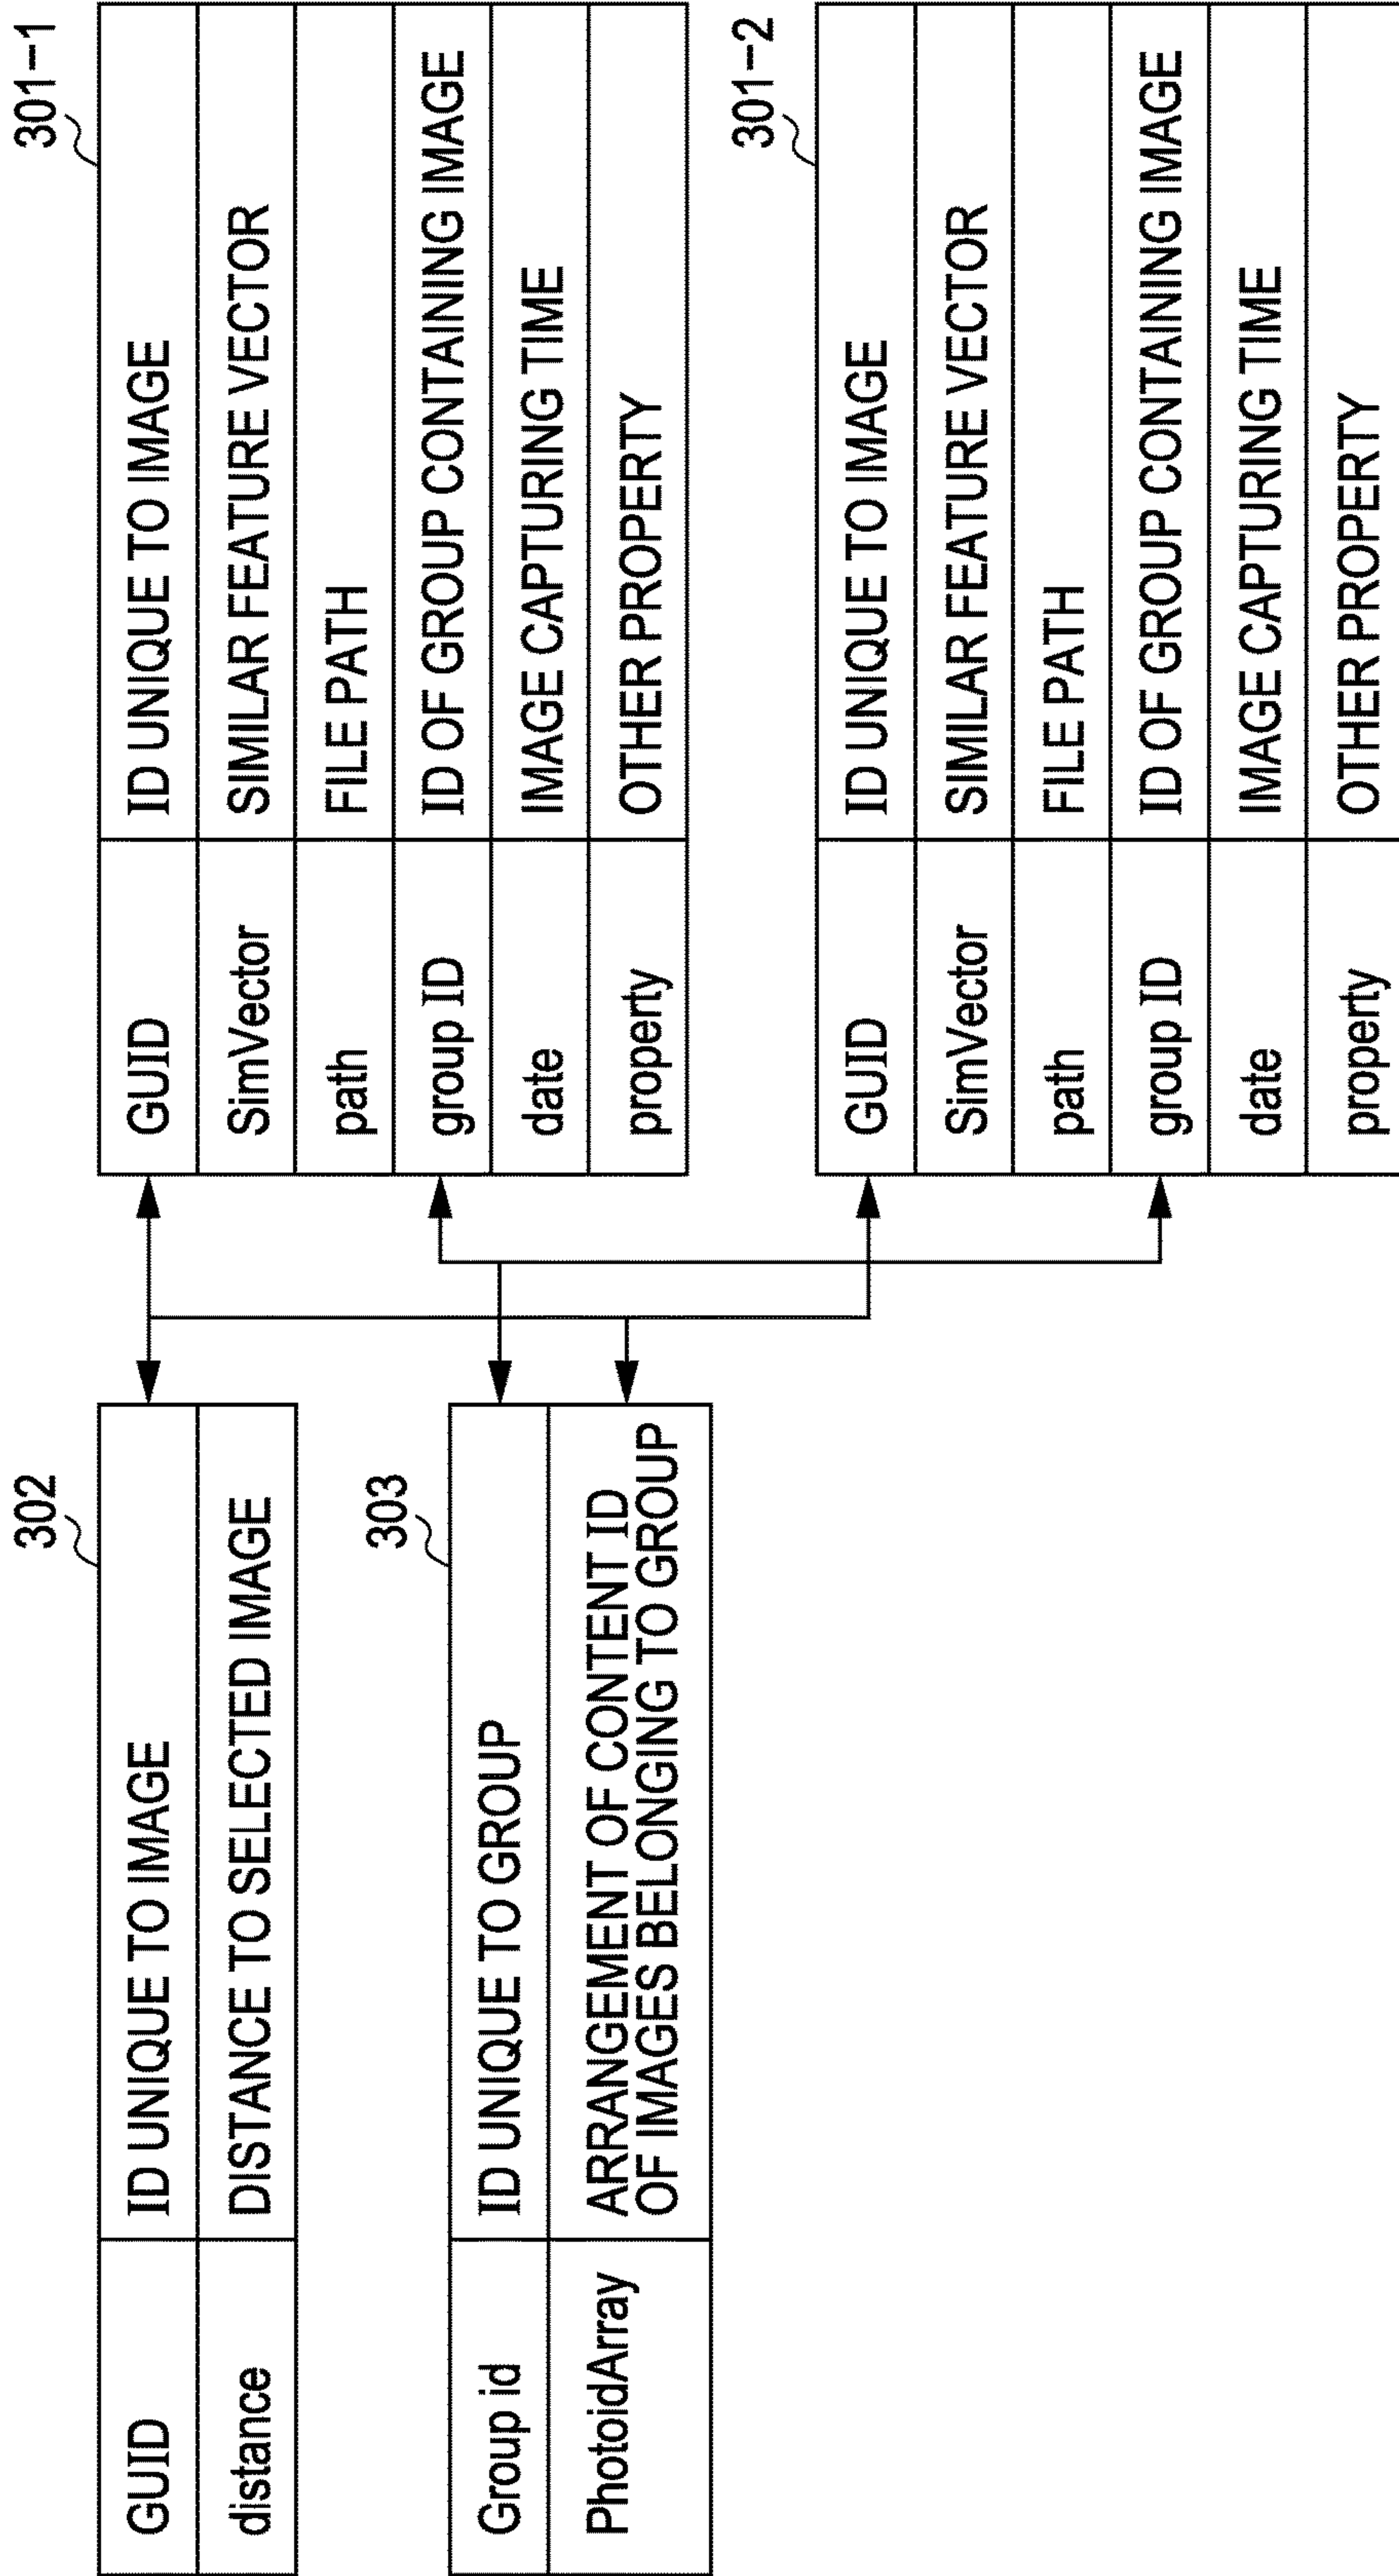 302
GUID ID UNIQUE TO IMAGE
distance DISTANCE TO SELECTED IMAGE
303
Group id ID UNIQUE TO GROUP
PhotoidArray ARRANGEMENT OF CONTENT ID
OF IMAGES BELONGING TO GROUP
301-1
GUID ID UNIQUE TO IMAGE
SimVector SIMILAR FEATURE VECTOR
path FILE PATH
group ID ID OF GROUP CONTAINING IMAGE
date IMAGE CAPTURING TIME
property OTHER PROPERTY
301-2
GUID ID UNIQUE TO IMAGE
SimVector SIMILAR FEATURE VECTOR
path FILE PATH
group ID ID OF GROUP CONTAINING IMAGE
date IMAGE CAPTURING TIME
property OTHER PROPERTY